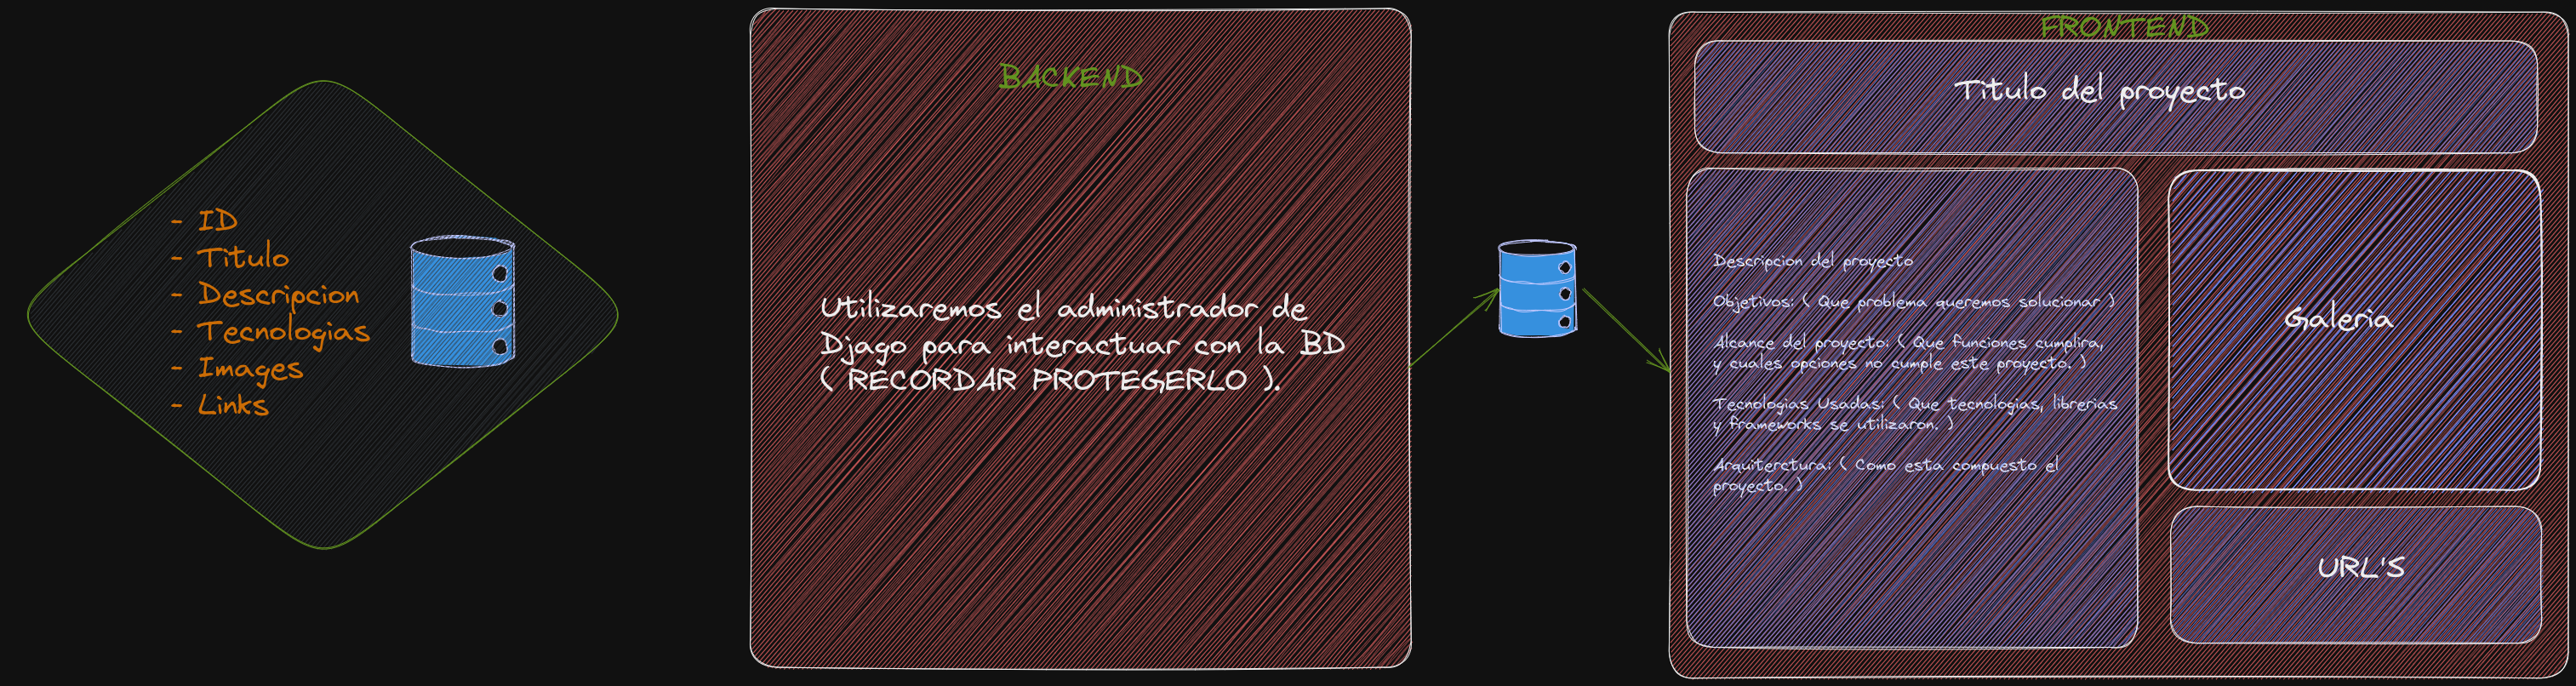 - ID
- Titulo
- Descripcion
- Tecnologias
- Images
- Links
BACKEND
Utilizaremos el administrador de
Djago para interactuar con la BD
( RECORDAR PROTEGERLO ).
FRONTEND
Titulo del proyecto
Descripcion del proyecto
Objetivos: ( Que problema queremos solucionar )
Alcance del proyecto: ( Que funciones cumplira,
y cuales opciones no cumple este proyecto. )
Tecnologias Usadas: ( Que tecnologias, librerias
y frameworks se utilizaron. )
Arquiterctura: ( Como esta compuesto el
proyecto. )
Galeria
URL'S